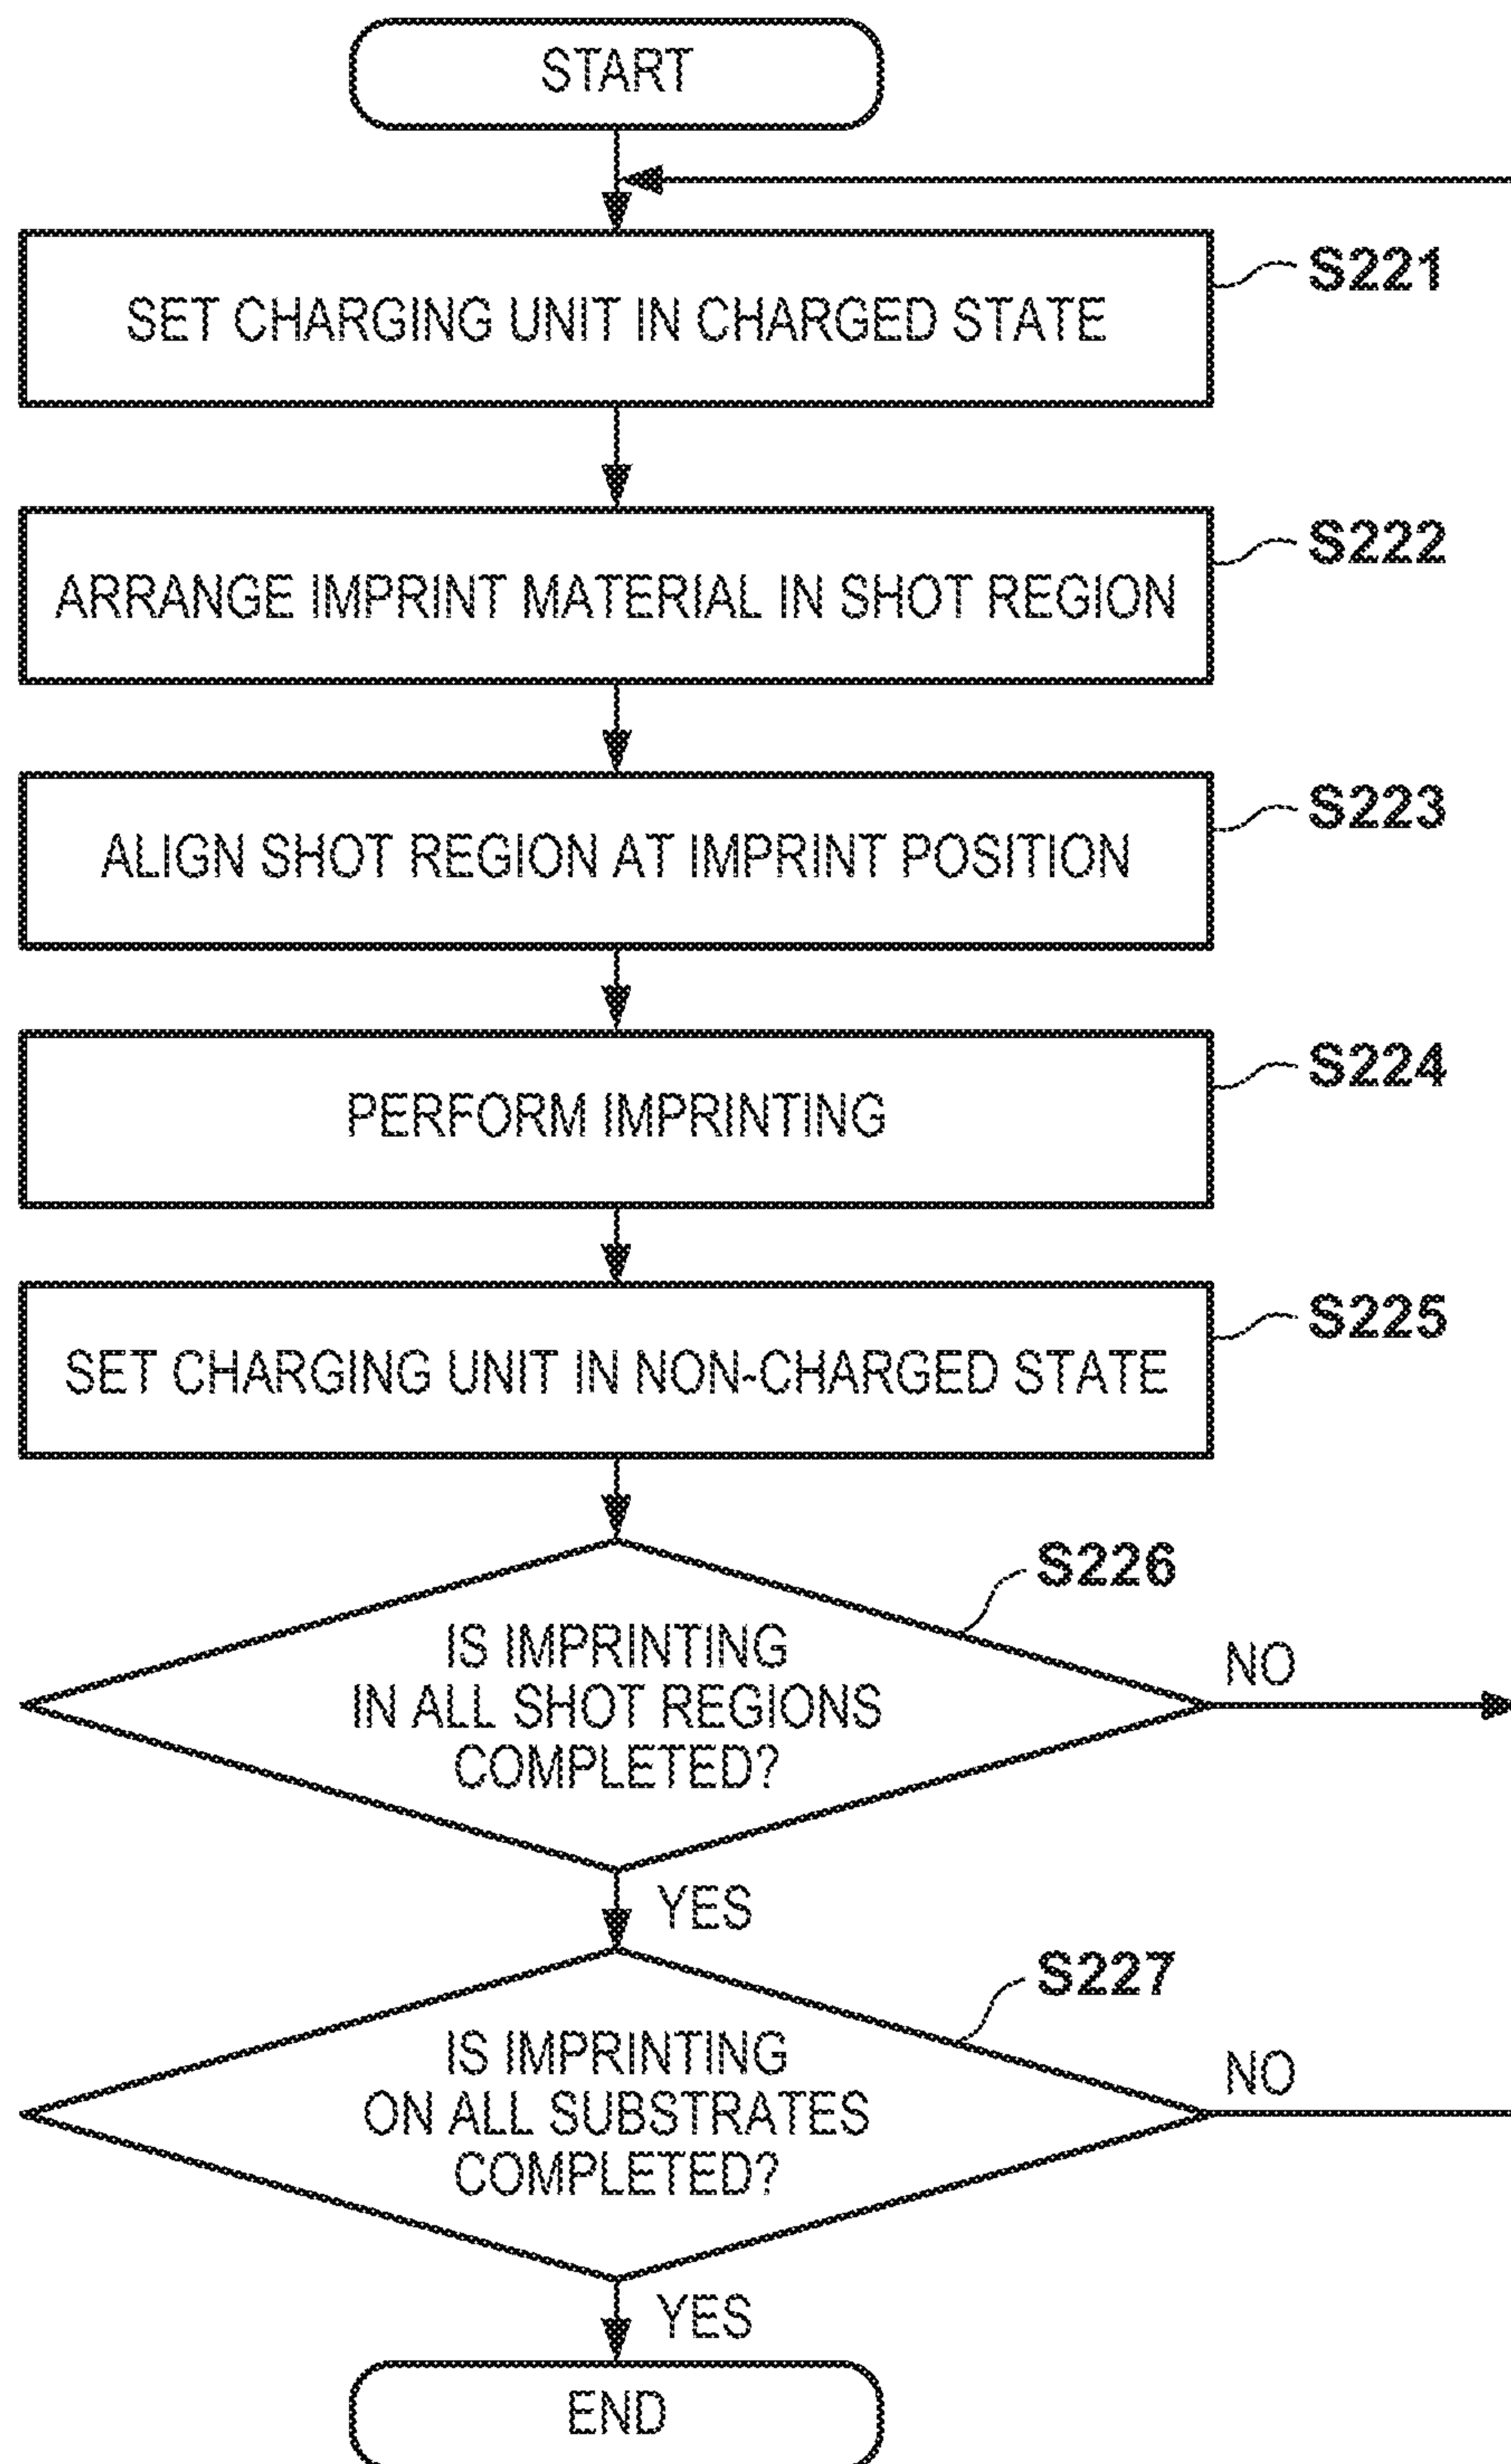 START
SET CHARGING UNIT IN CHARGED STATE
S221
ARRANGE IMPRINT MATERIAL IN SHOT REGION
S222
ALIGN SHOT REGION AT IMPRINT POSITION
S223
PERFORM IMPRINTING
S224
SET CHARGING UNIT IN NON-CHARGED STATE
S225
S226
IS IMPRINTING
IN ALL SHOT REGIONS
COMPLETED?
NO
YES
S227
IS IMPRINTING
ON ALL SUBSTRATES
COMPLETED?
NO
YES
END